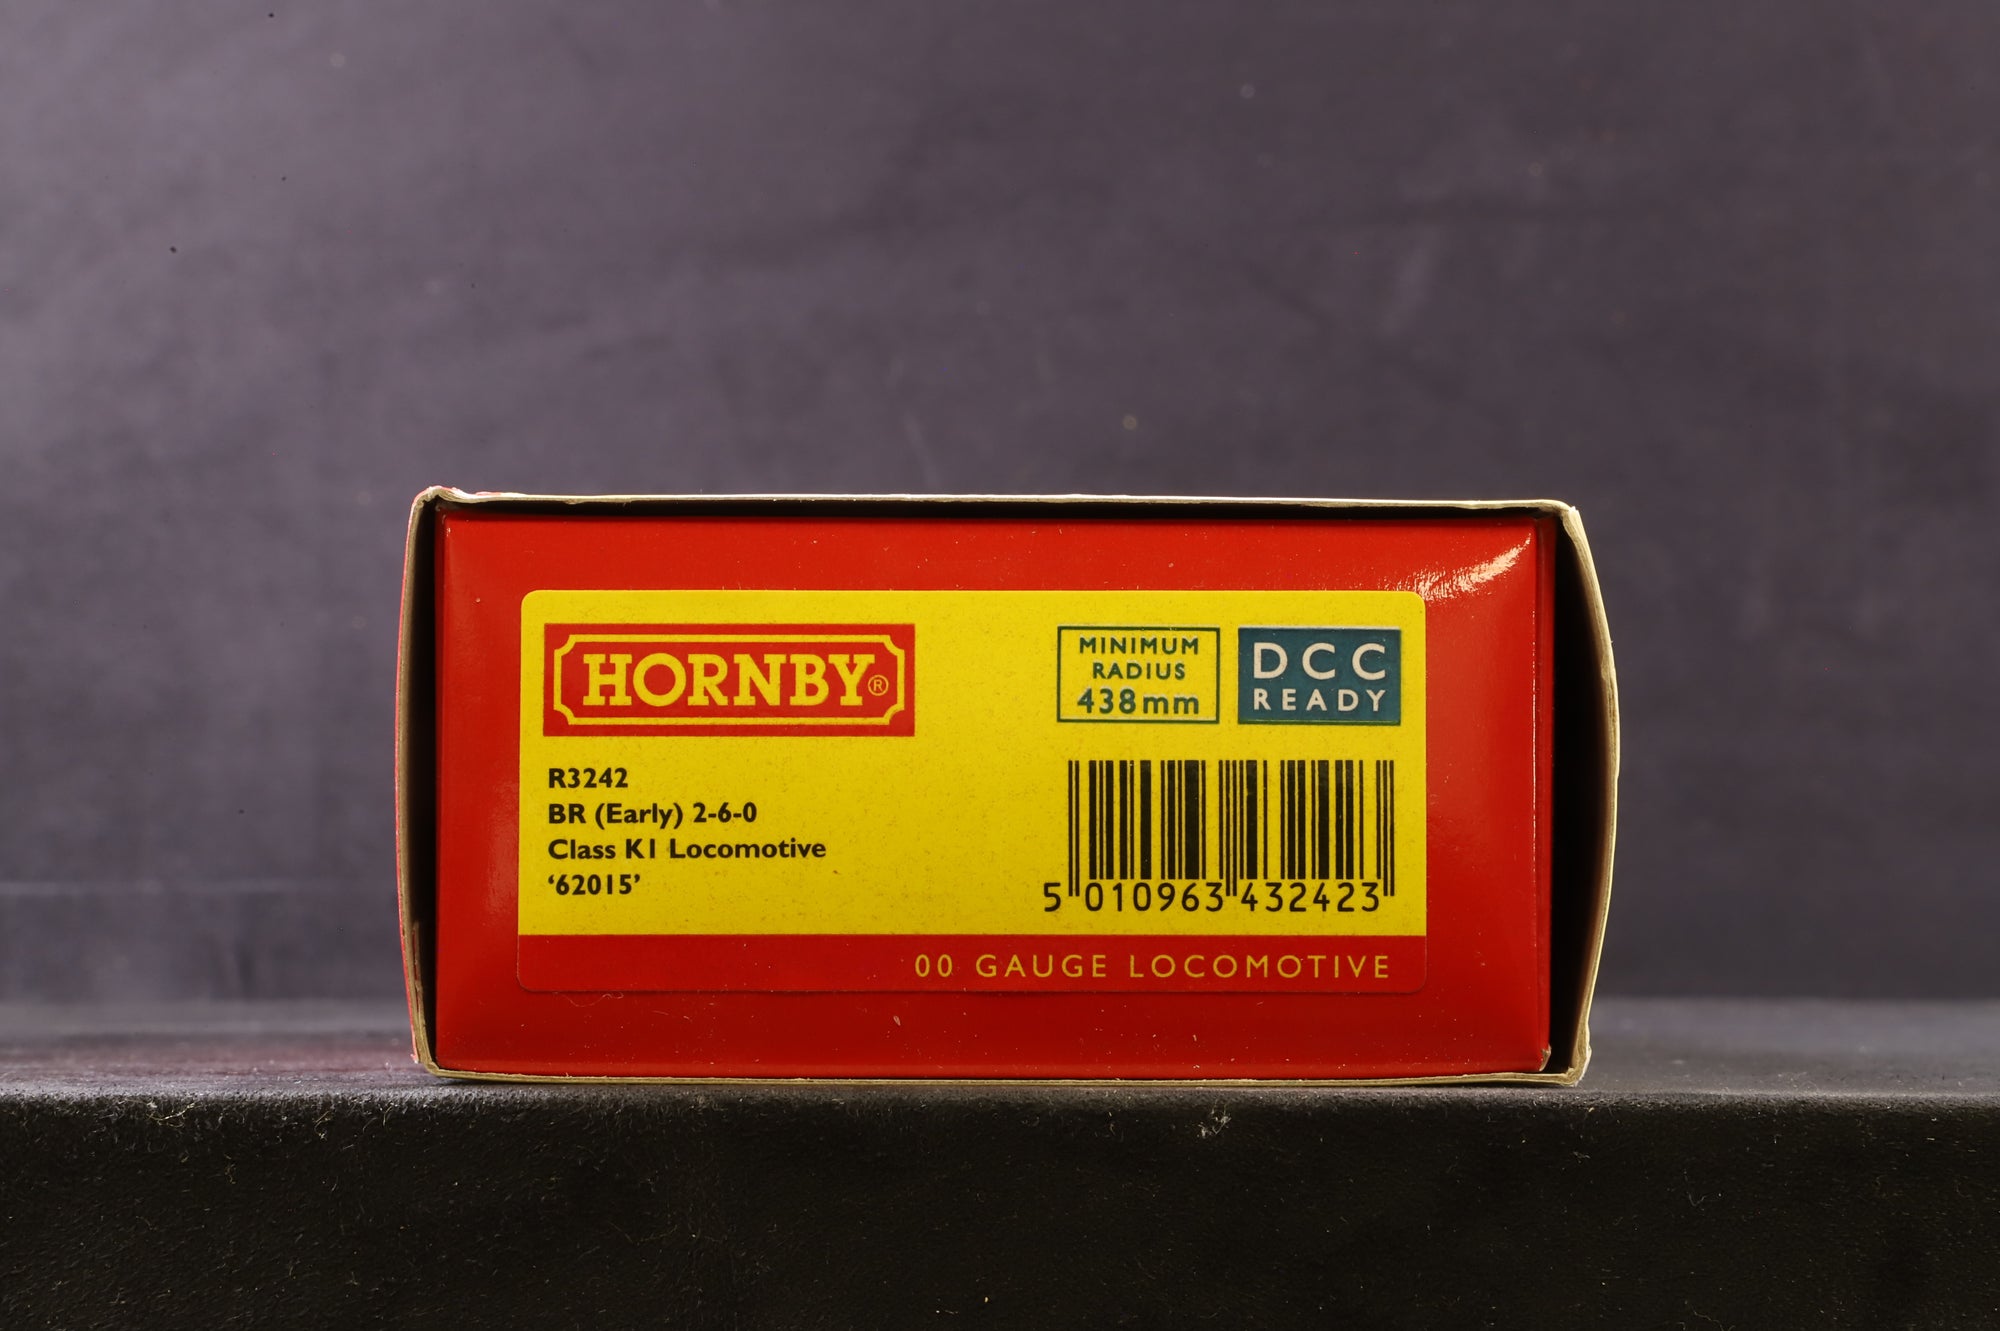 HORNBY®
MINIMUM
RADIUS
438mm
DCC
READY
R3242
BR (Early) 2-6-0
Class K1 Locomotive
‘62015’
5 010963 432423
00 GAUGE LOCOMOTIVE